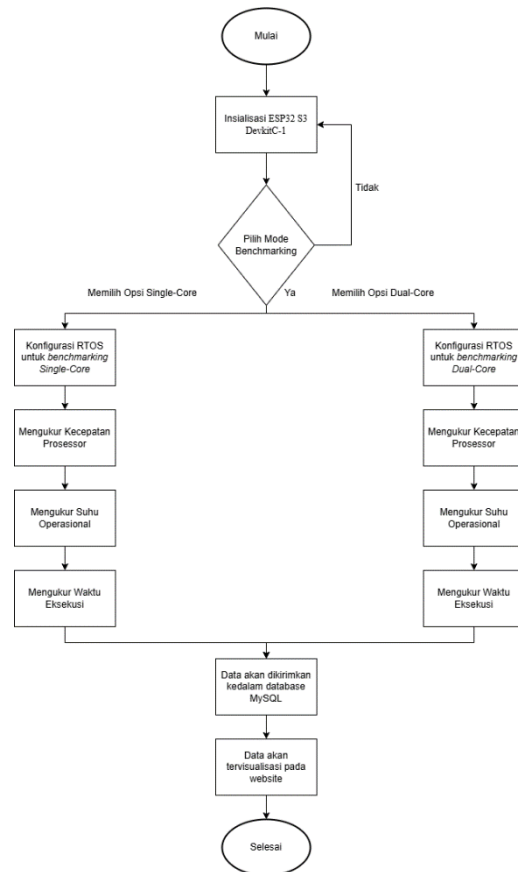 Mulai
Insialisasi ESP32 S3
DevkitC-1
Tidak
Pilih Mode
Benchmarking
Memilih Opsi Single-Core
Ya
Memilih Opsi Dual-Core
Konfigurasi RTOS
untuk benchmarking
Single-Core
Konfigurasi RTOS
untuk benchmarking
Dual-Core
Mengukur Kecepatan
Prosessor
Mengukur Kecepatan
Prosessor
Mengukur Suhu
Operasional
Mengukur Suhu
Operasional
Mengukur Waktu
Eksekusi
Mengukur Waktu
Eksekusi
Data akan dikirimkan
kedalam database
MySQL
Data akan
tervisualisasi pada
website
Selesai